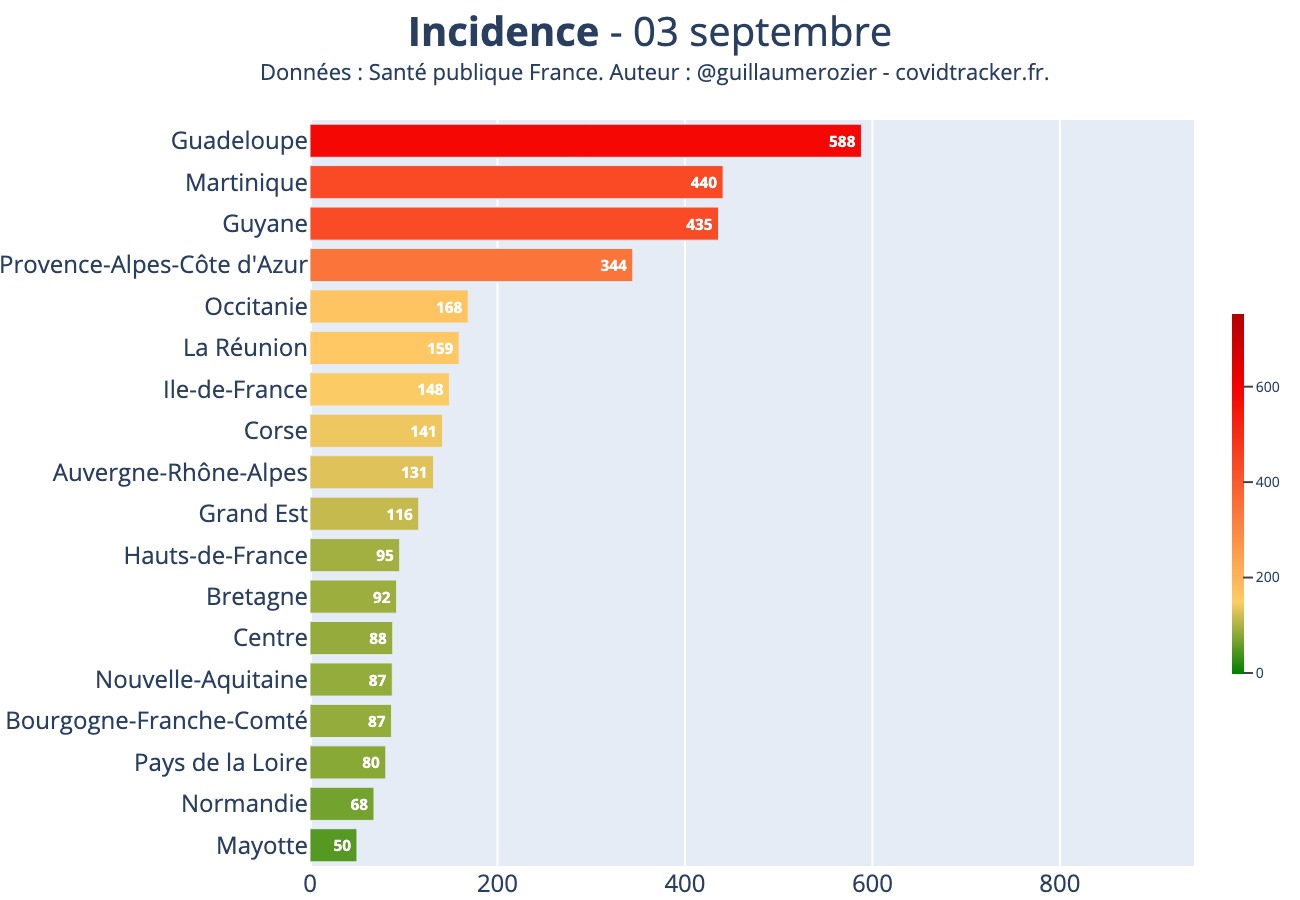 Incidence - 03 septembre
Données : Santé publique France. Auteur : @guillaumerozier - covidtracker.fr.
Guadeloupe 588
Martinique 440
Guyane 435
Provence-Alpes-Côte d'Azur 344
Occitanie 168
La Réunion 159
Ile-de-France 148
Corse 141
Auvergne-Rhône-Alpes 131
Grand Est 116
Hauts-de-France 95
Bretagne 92
Centre 88
Nouvelle-Aquitaine 87
Bourgogne-Franche-Comté 87
Pays de la Loire 80
Normandie 68
Mayotte 50
0 200 400 600 800
600
400
200
0